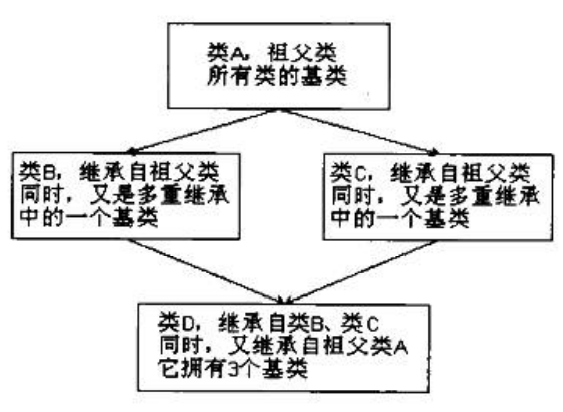 类A，祖父类
所有类的基类
类B，继承自祖父类
同时，又是多重继承
中的一个基类
类C，继承自祖父类
同时，又是多重继承
中的一个基类
类D，继承自类B、类C
同时，又继承自祖父类A
它拥有3个基类